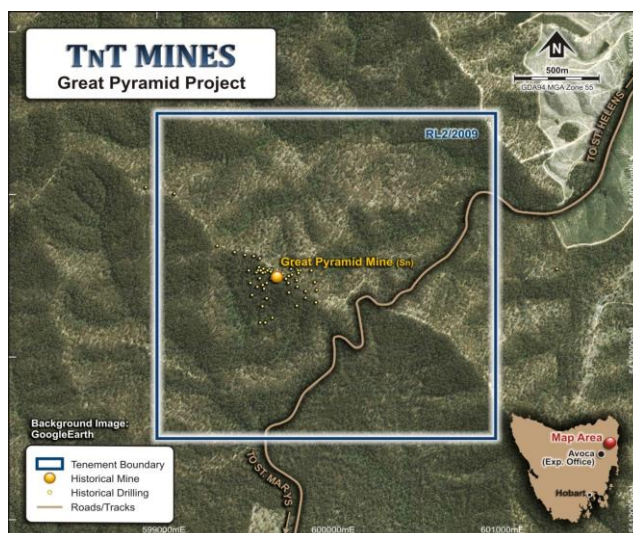 TNT MINES
Great Pyramid Project
N
500m
GDA94 MGA Zone 55
RL2/2009
TO ST. HELENS
Great Pyramid Mine (Sn)
Background Image:
GoogleEarth
Tenement Boundary
Historical Mine
Historical Drilling
Roads/Tracks
TO ST. MARYS
Map Area
Avoca
(Exp. Office)
Hobart
599000mE
600000mE
601000mE